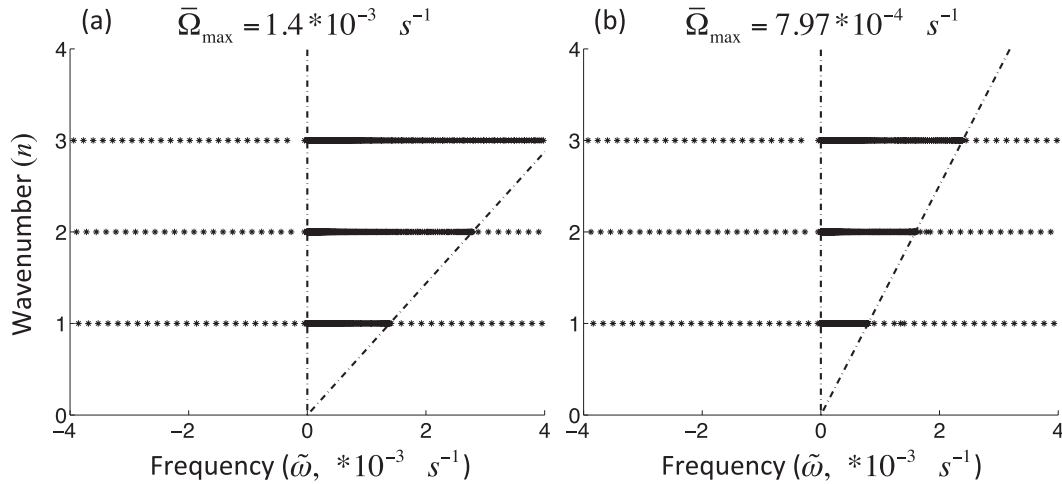 (a) Ω̄max = 1.4 *10⁻³ s⁻¹
(b) Ω̄max = 7.97 *10⁻⁴ s⁻¹
Wavenumber (n)
4
3
2
1
0
−4 −2 0 2 4
Frequency (ω̃, *10⁻³ s⁻¹)
4
3
2
1
0
−4 −2 0 2 4
Frequency (ω̃, *10⁻³ s⁻¹)